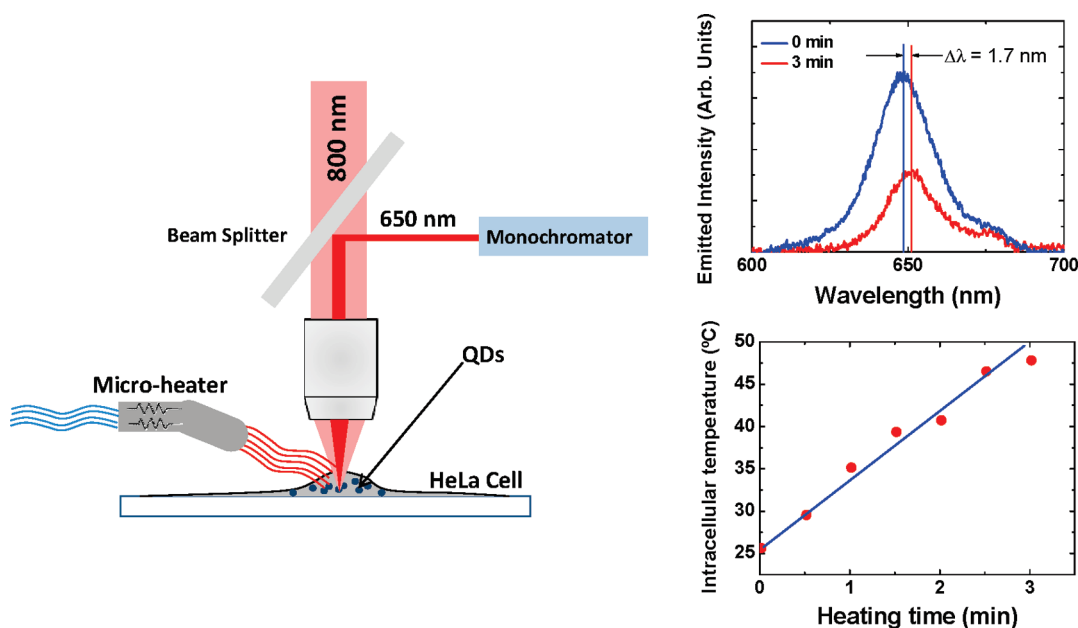 800 nm
650 nm
Beam Splitter
Monochromator
QDs
Micro-heater
HeLa Cell
0 min
3 min
Δλ = 1.7 nm
Emitted Intensity (Arb. Units)
600
650
700
Wavelength (nm)
Intracellular temperature (ºC)
50
45
40
35
30
25
0
1
2
3
Heating time (min)